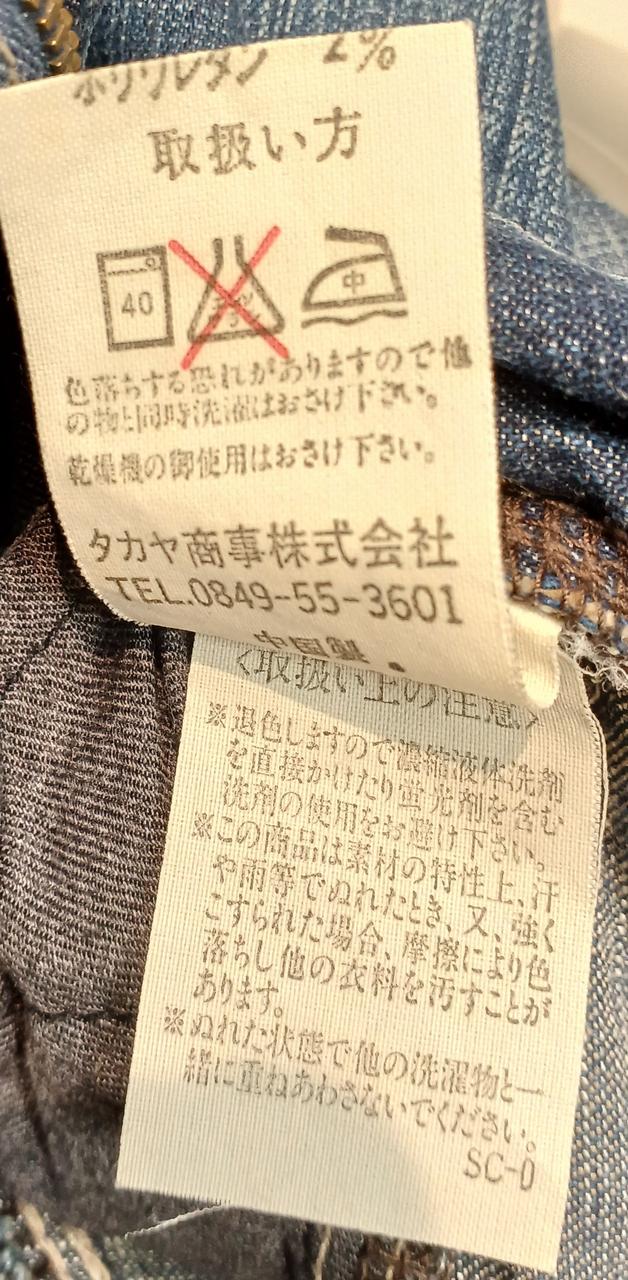 ポリウレタン 2%
取扱い方
40
エンソ
サラシ
中
色落ちする恐れがありますので他
の物と同時洗濯はおさけ下さい。
乾燥機の御使用はおさけ下さい。
タカヤ商事株式会社
TEL.0849-55-3601
中国製
〈取扱い上の注意〉
※退色しますので濃縮液体洗剤
を直接かけたり蛍光剤を含む
洗剤の使用をお避け下さい。
※この商品は素材の特性上、汗
や雨等でぬれたとき、又、強く
こすられた場合、摩擦により色
落ちし他の衣料を汚すことが
あります。
※ぬれた状態で他の洗濯物と一
緒に重ねあわさないでください。
SC-0